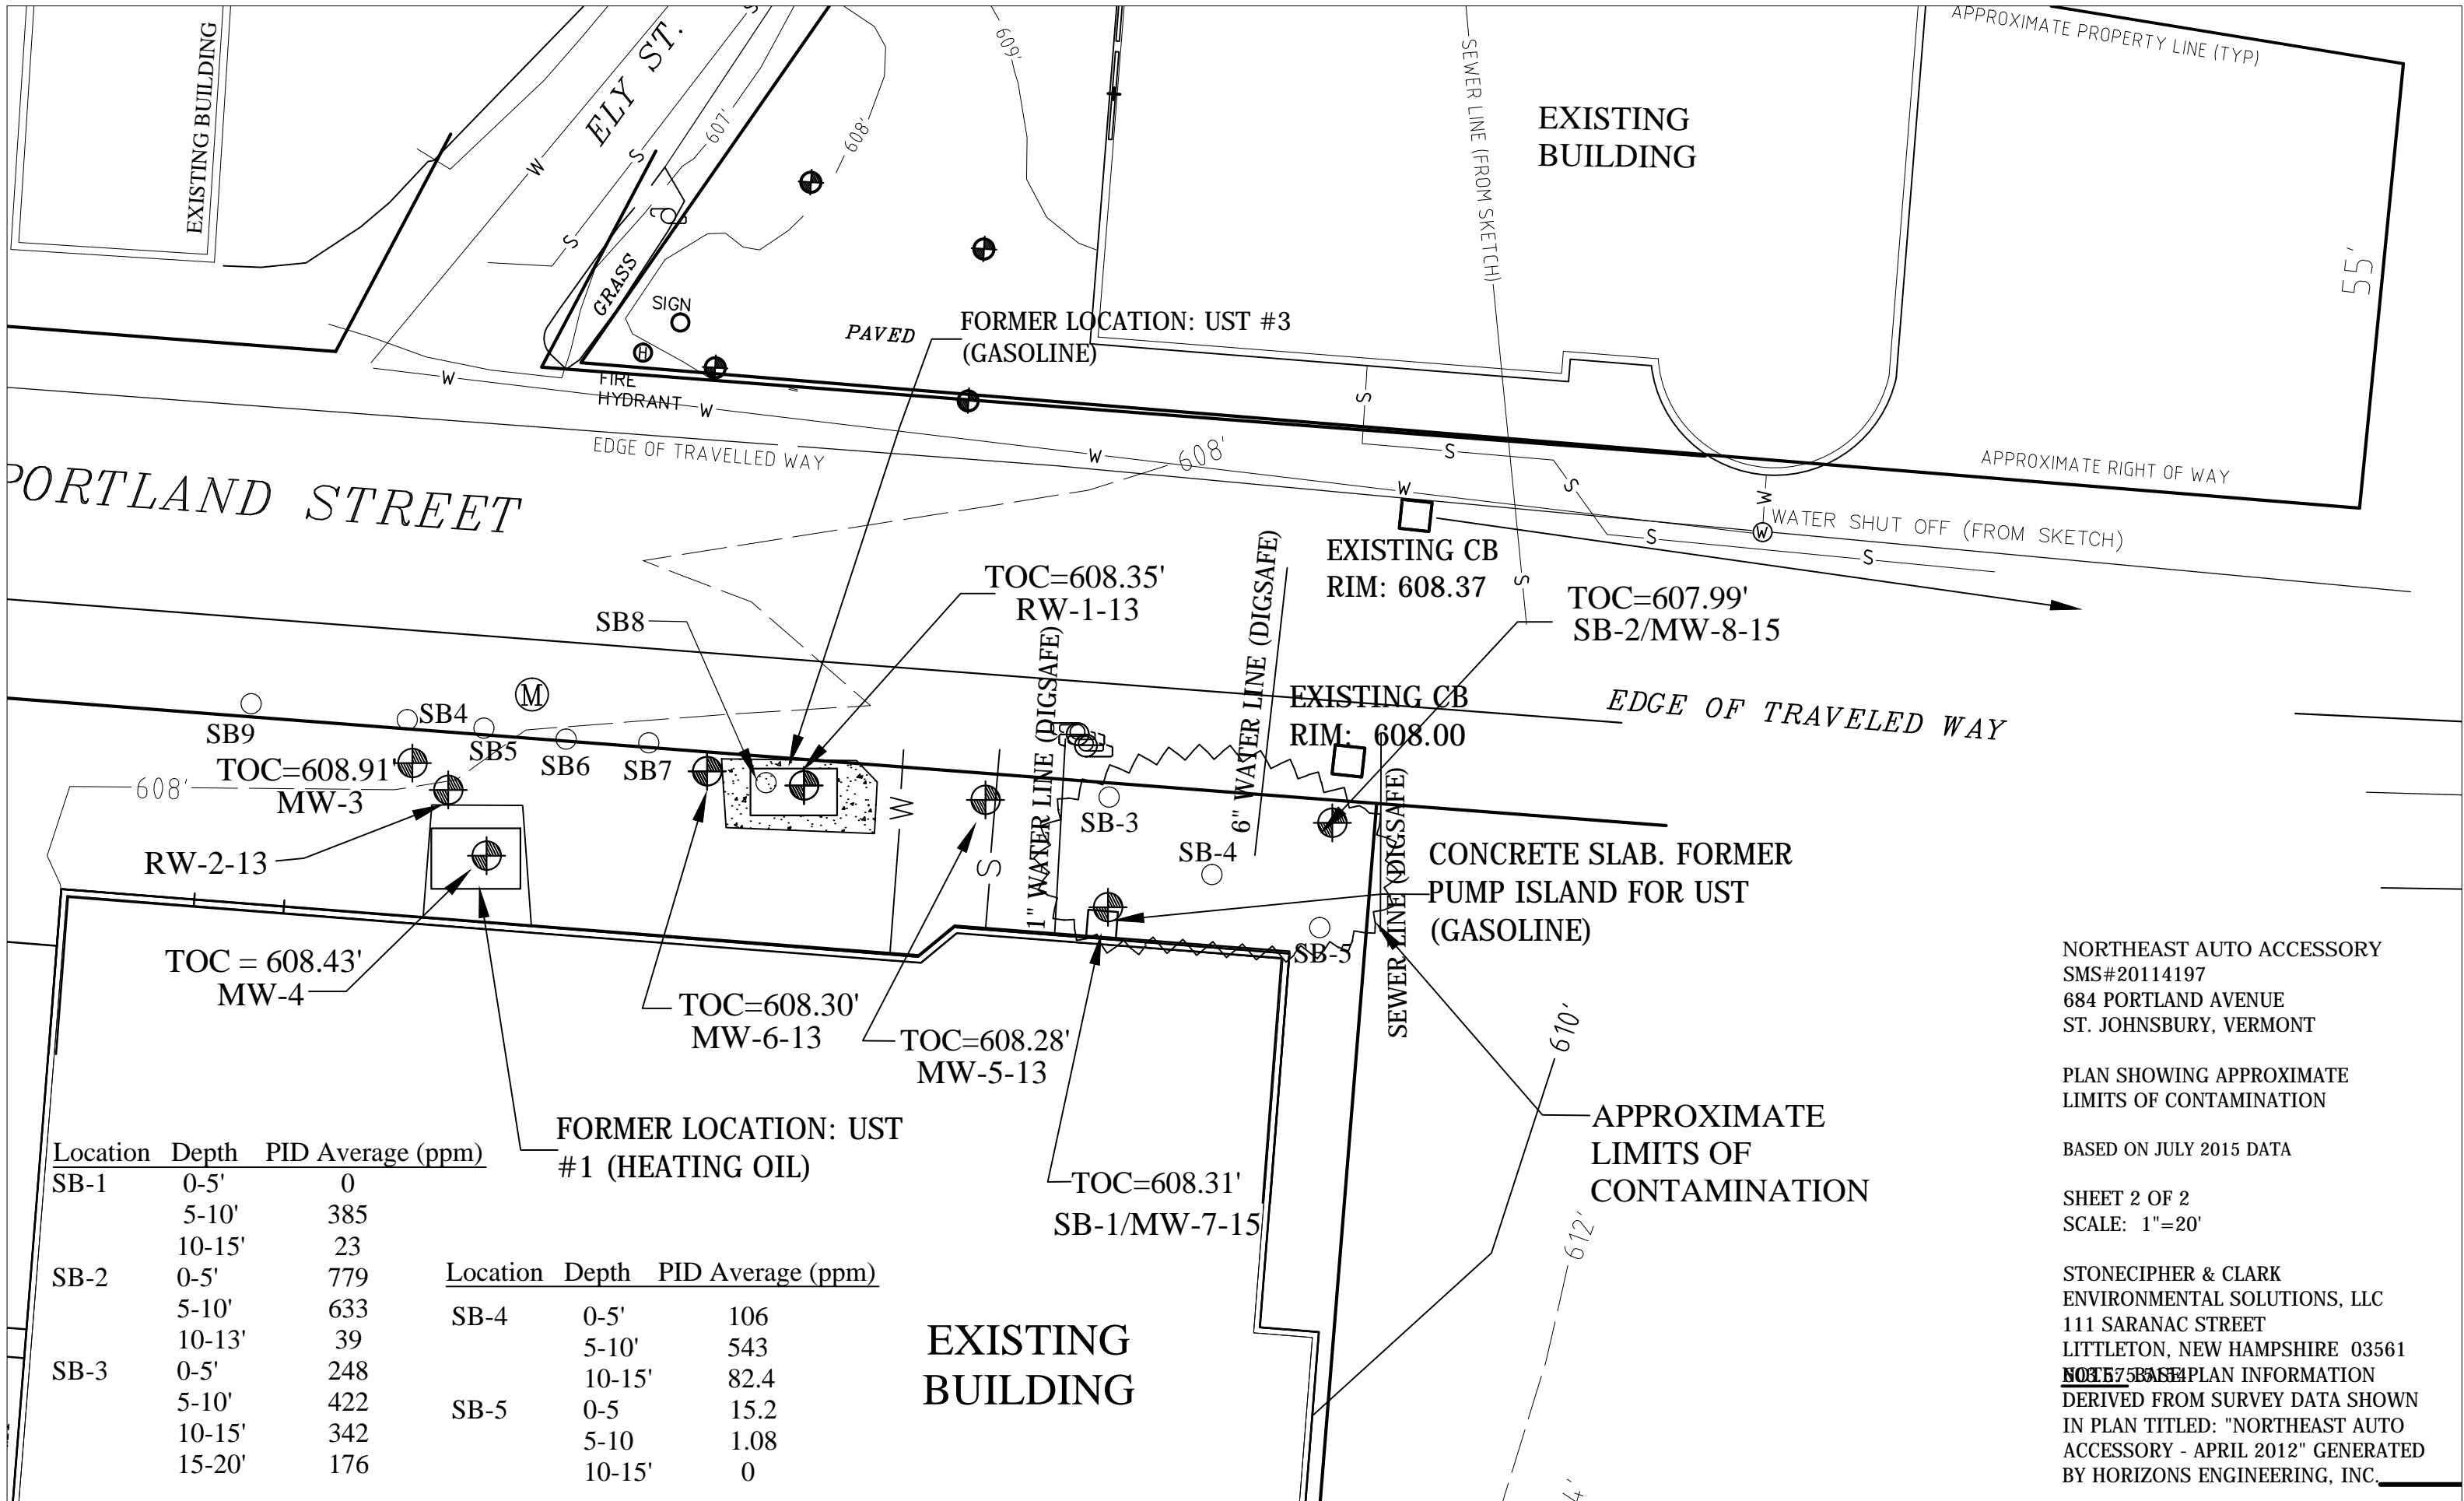 APPROXIMATE PROPERTY LINE (TYP)
EXISTING BUILDING
ELY ST.
S
609'
607'
608'
SEWER LINE (FROM SKETCH)
EXISTING
BUILDING
W
S
S
55'
GRASS
SIGN
PAVED
FORMER LOCATION: UST #3
(GASOLINE)
H
FIRE
HYDRANT
W
W
S
EDGE OF TRAVELLED WAY
W
608'
S
APPROXIMATE RIGHT OF WAY
PORTLAND STREET
W
S
W
W
WATER SHUT OFF (FROM SKETCH)
S
S
EXISTING CB
RIM: 608.37
S
TOC=608.35'
RW-1-13
TOC=607.99'
SB-2/MW-8-15
SB8
1" WATER LINE (DIGSAFE)
6" WATER LINE (DIGSAFE)
M
EXISTING CB
RIM: 608.00
EDGE OF TRAVELED WAY
SB9
SB4
SB5
SB6
SB7
TOC=608.91'
MW-3
608'
W
S
SB-3
SB-4
SB-5
SEWER LINE (DIGSAFE)
RW-2-13
CONCRETE SLAB. FORMER
PUMP ISLAND FOR UST
(GASOLINE)
TOC = 608.43'
MW-4
TOC=608.30'
MW-6-13
TOC=608.28'
MW-5-13
610'
FORMER LOCATION: UST
#1 (HEATING OIL)
TOC=608.31'
SB-1/MW-7-15
APPROXIMATE
LIMITS OF
CONTAMINATION
612'
Location Depth PID Average (ppm)
SB-1 0-5' 0
5-10' 385
10-15' 23
SB-2 0-5' 779
5-10' 633
10-13' 39
SB-3 0-5' 248
5-10' 422
10-15' 342
15-20' 176
Location Depth PID Average (ppm)
SB-4 0-5' 106
5-10' 543
10-15' 82.4
SB-5 0-5 15.2
5-10 1.08
10-15' 0
EXISTING
BUILDING
NORTHEAST AUTO ACCESSORY
SMS#20114197
684 PORTLAND AVENUE
ST. JOHNSBURY, VERMONT
PLAN SHOWING APPROXIMATE
LIMITS OF CONTAMINATION
BASED ON JULY 2015 DATA
SHEET 2 OF 2
SCALE: 1"=20'
STONECIPHER & CLARK
ENVIRONMENTAL SOLUTIONS, LLC
111 SARANAC STREET
LITTLETON, NEW HAMPSHIRE 03561
NOTE: BASE PLAN INFORMATION
DERIVED FROM SURVEY DATA SHOWN
IN PLAN TITLED: "NORTHEAST AUTO
ACCESSORY - APRIL 2012" GENERATED
BY HORIZONS ENGINEERING, INC.